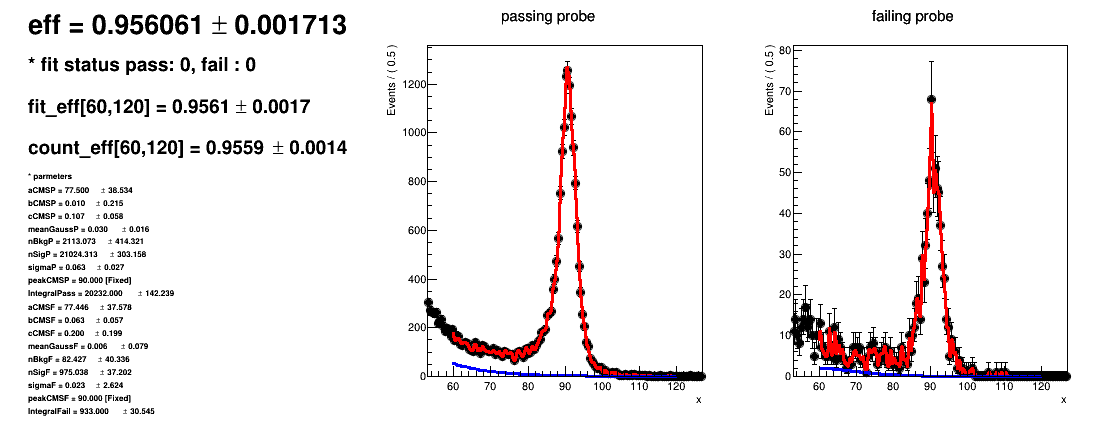 eff = 0.956061 ± 0.001713
* fit status pass: 0, fail : 0
fit_eff[60,120] = 0.9561 ± 0.0017
count_eff[60,120] = 0.9559 ± 0.0014
* parmeters
aCMSP = 77.500 ± 38.534
bCMSP = 0.010 ± 0.215
cCMSP = 0.107 ± 0.058
meanGaussP = 0.030 ± 0.016
nBkgP = 2113.073 ± 414.321
nSigP = 21024.313 ± 303.158
sigmaP = 0.063 ± 0.027
peakCMSP = 90.000 [Fixed]
IntegralPass = 20232.000 ± 142.239
aCMSF = 77.446 ± 37.578
bCMSF = 0.063 ± 0.057
cCMSF = 0.200 ± 0.199
meanGaussF = 0.006 ± 0.079
nBkgF = 82.427 ± 40.336
nSigF = 975.038 ± 37.202
sigmaF = 0.023 ± 2.624
peakCMSF = 90.000 [Fixed]
IntegralFail = 933.000 ± 30.545
passing probe
Events / ( 0.5 )
1200
1000
800
600
400
200
0
60 70 80 90 100 110 120
x
failing probe
Events / ( 0.5 )
80
70
60
50
40
30
20
10
0
60 70 80 90 100 110 120
x